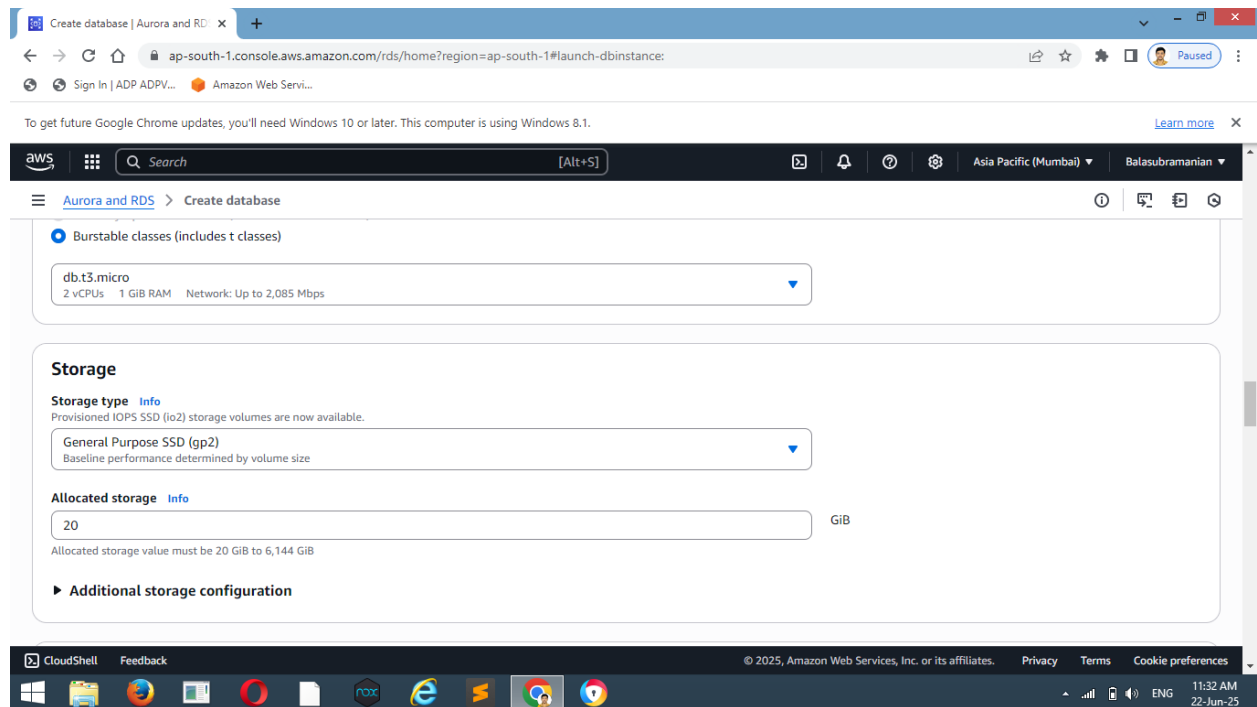 Create database | Aurora and RD
ap-south-1.console.aws.amazon.com/rds/home?region=ap-south-1#launch-dbinstance:
Paused
Sign In | ADP ADPV...
Amazon Web Servi...
To get future Google Chrome updates, you'll need Windows 10 or later. This computer is using Windows 8.1.
Learn more
aws
Search
[Alt+S]
Asia Pacific (Mumbai)
Balasubramanian
Aurora and RDS > Create database
Burstable classes (includes t classes)
db.t3.micro
2 vCPUs 1 GiB RAM Network: Up to 2,085 Mbps
Storage
Storage type Info
Provisioned IOPS SSD (io2) storage volumes are now available.
General Purpose SSD (gp2)
Baseline performance determined by volume size
Allocated storage Info
20
GiB
Allocated storage value must be 20 GiB to 6,144 GiB
Additional storage configuration
CloudShell Feedback
© 2025, Amazon Web Services, Inc. or its affiliates. Privacy Terms Cookie preferences
nox
ENG
11:32 AM
22-Jun-25